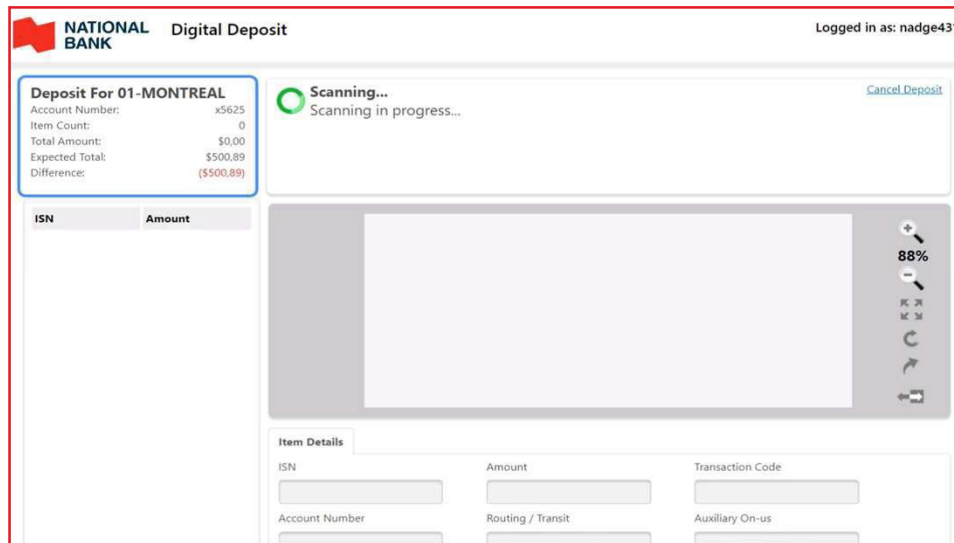 NATIONAL
BANK
Digital Deposit
Logged in as: nadge43
Deposit For 01-MONTREAL
Account Number: x5625
Item Count: 0
Total Amount: $0,00
Expected Total: $500,89
Difference: ($500,89)
Scanning...
Scanning in progress...
Cancel Deposit
ISN Amount
88%
Item Details
ISN Amount Transaction Code
Account Number Routing / Transit Auxiliary On-us